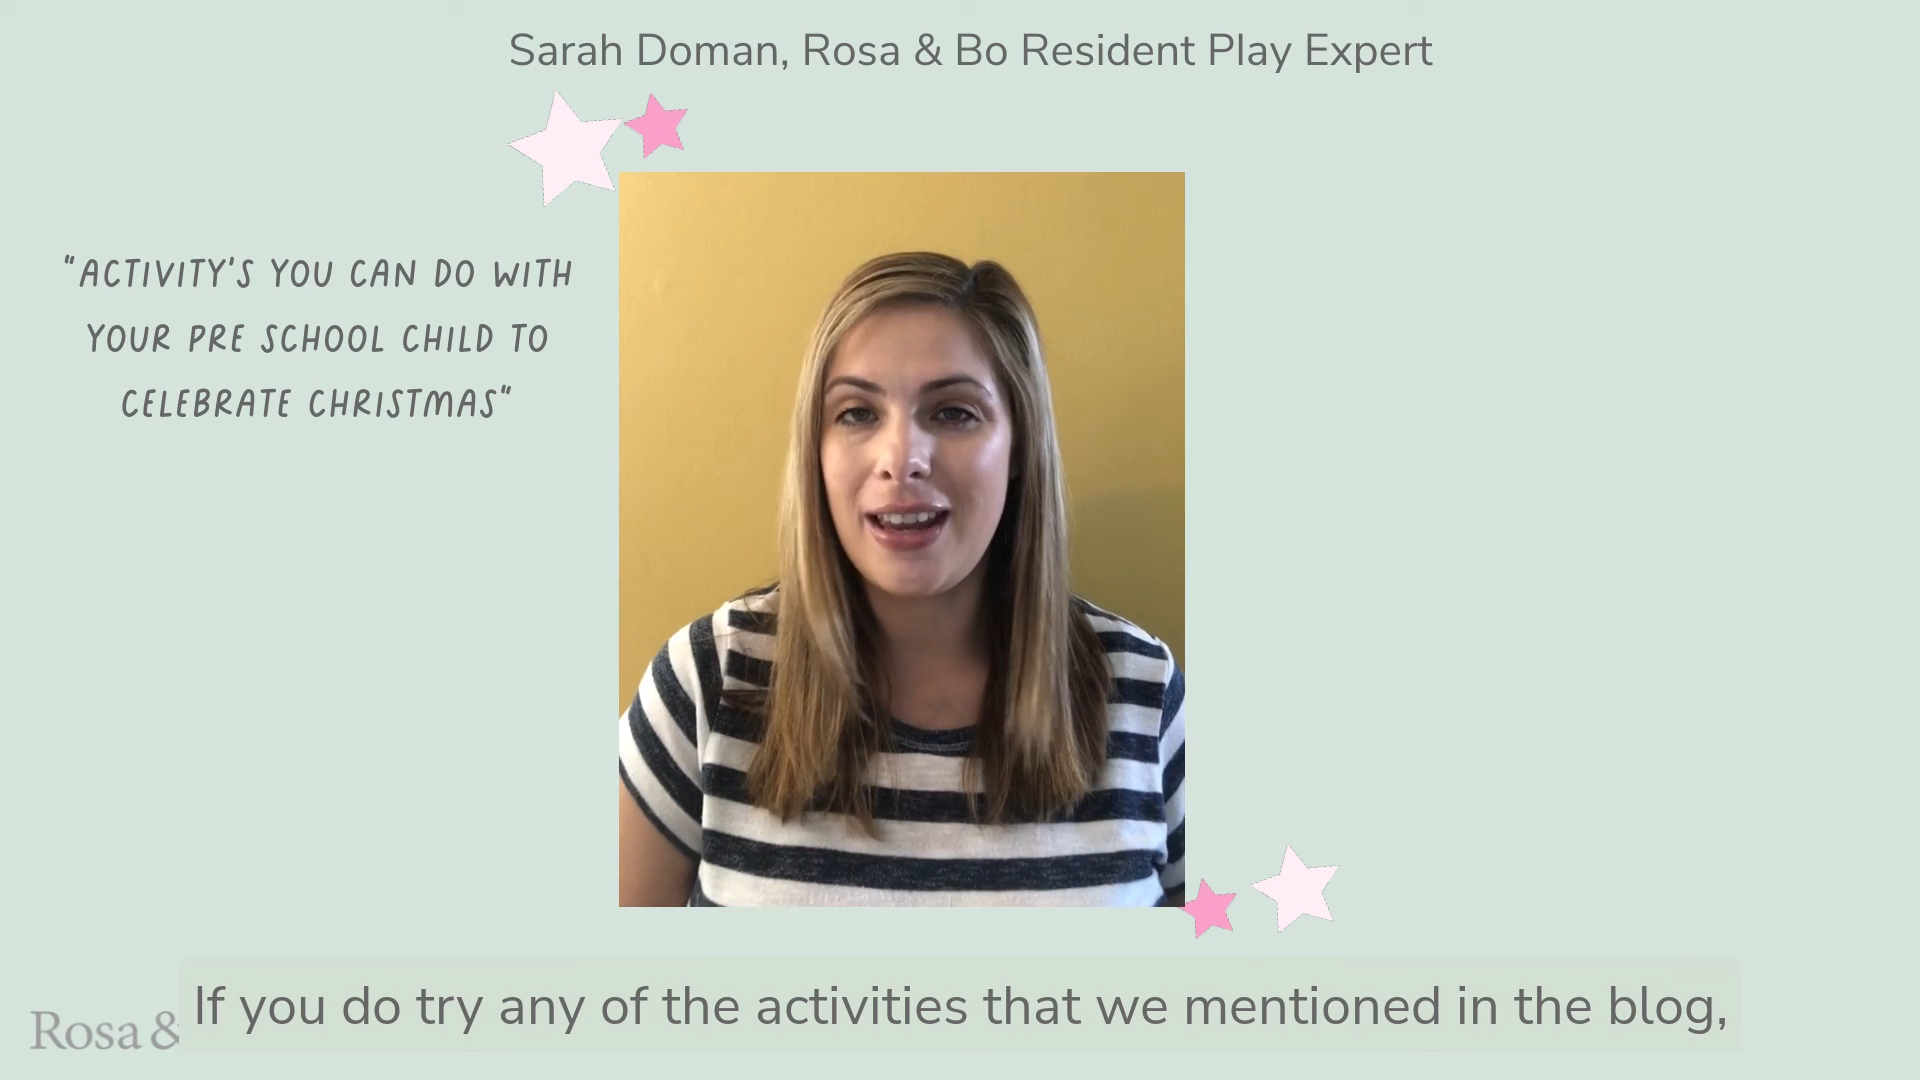 Sarah Doman, Rosa & Bo Resident Play Expert
"ACTIVITY'S YOU CAN DO WITH
YOUR PRE SCHOOL CHILD TO
CELEBRATE CHRISTMAS"
If you do try any of the activities that we mentioned in the blog,
Rosa &